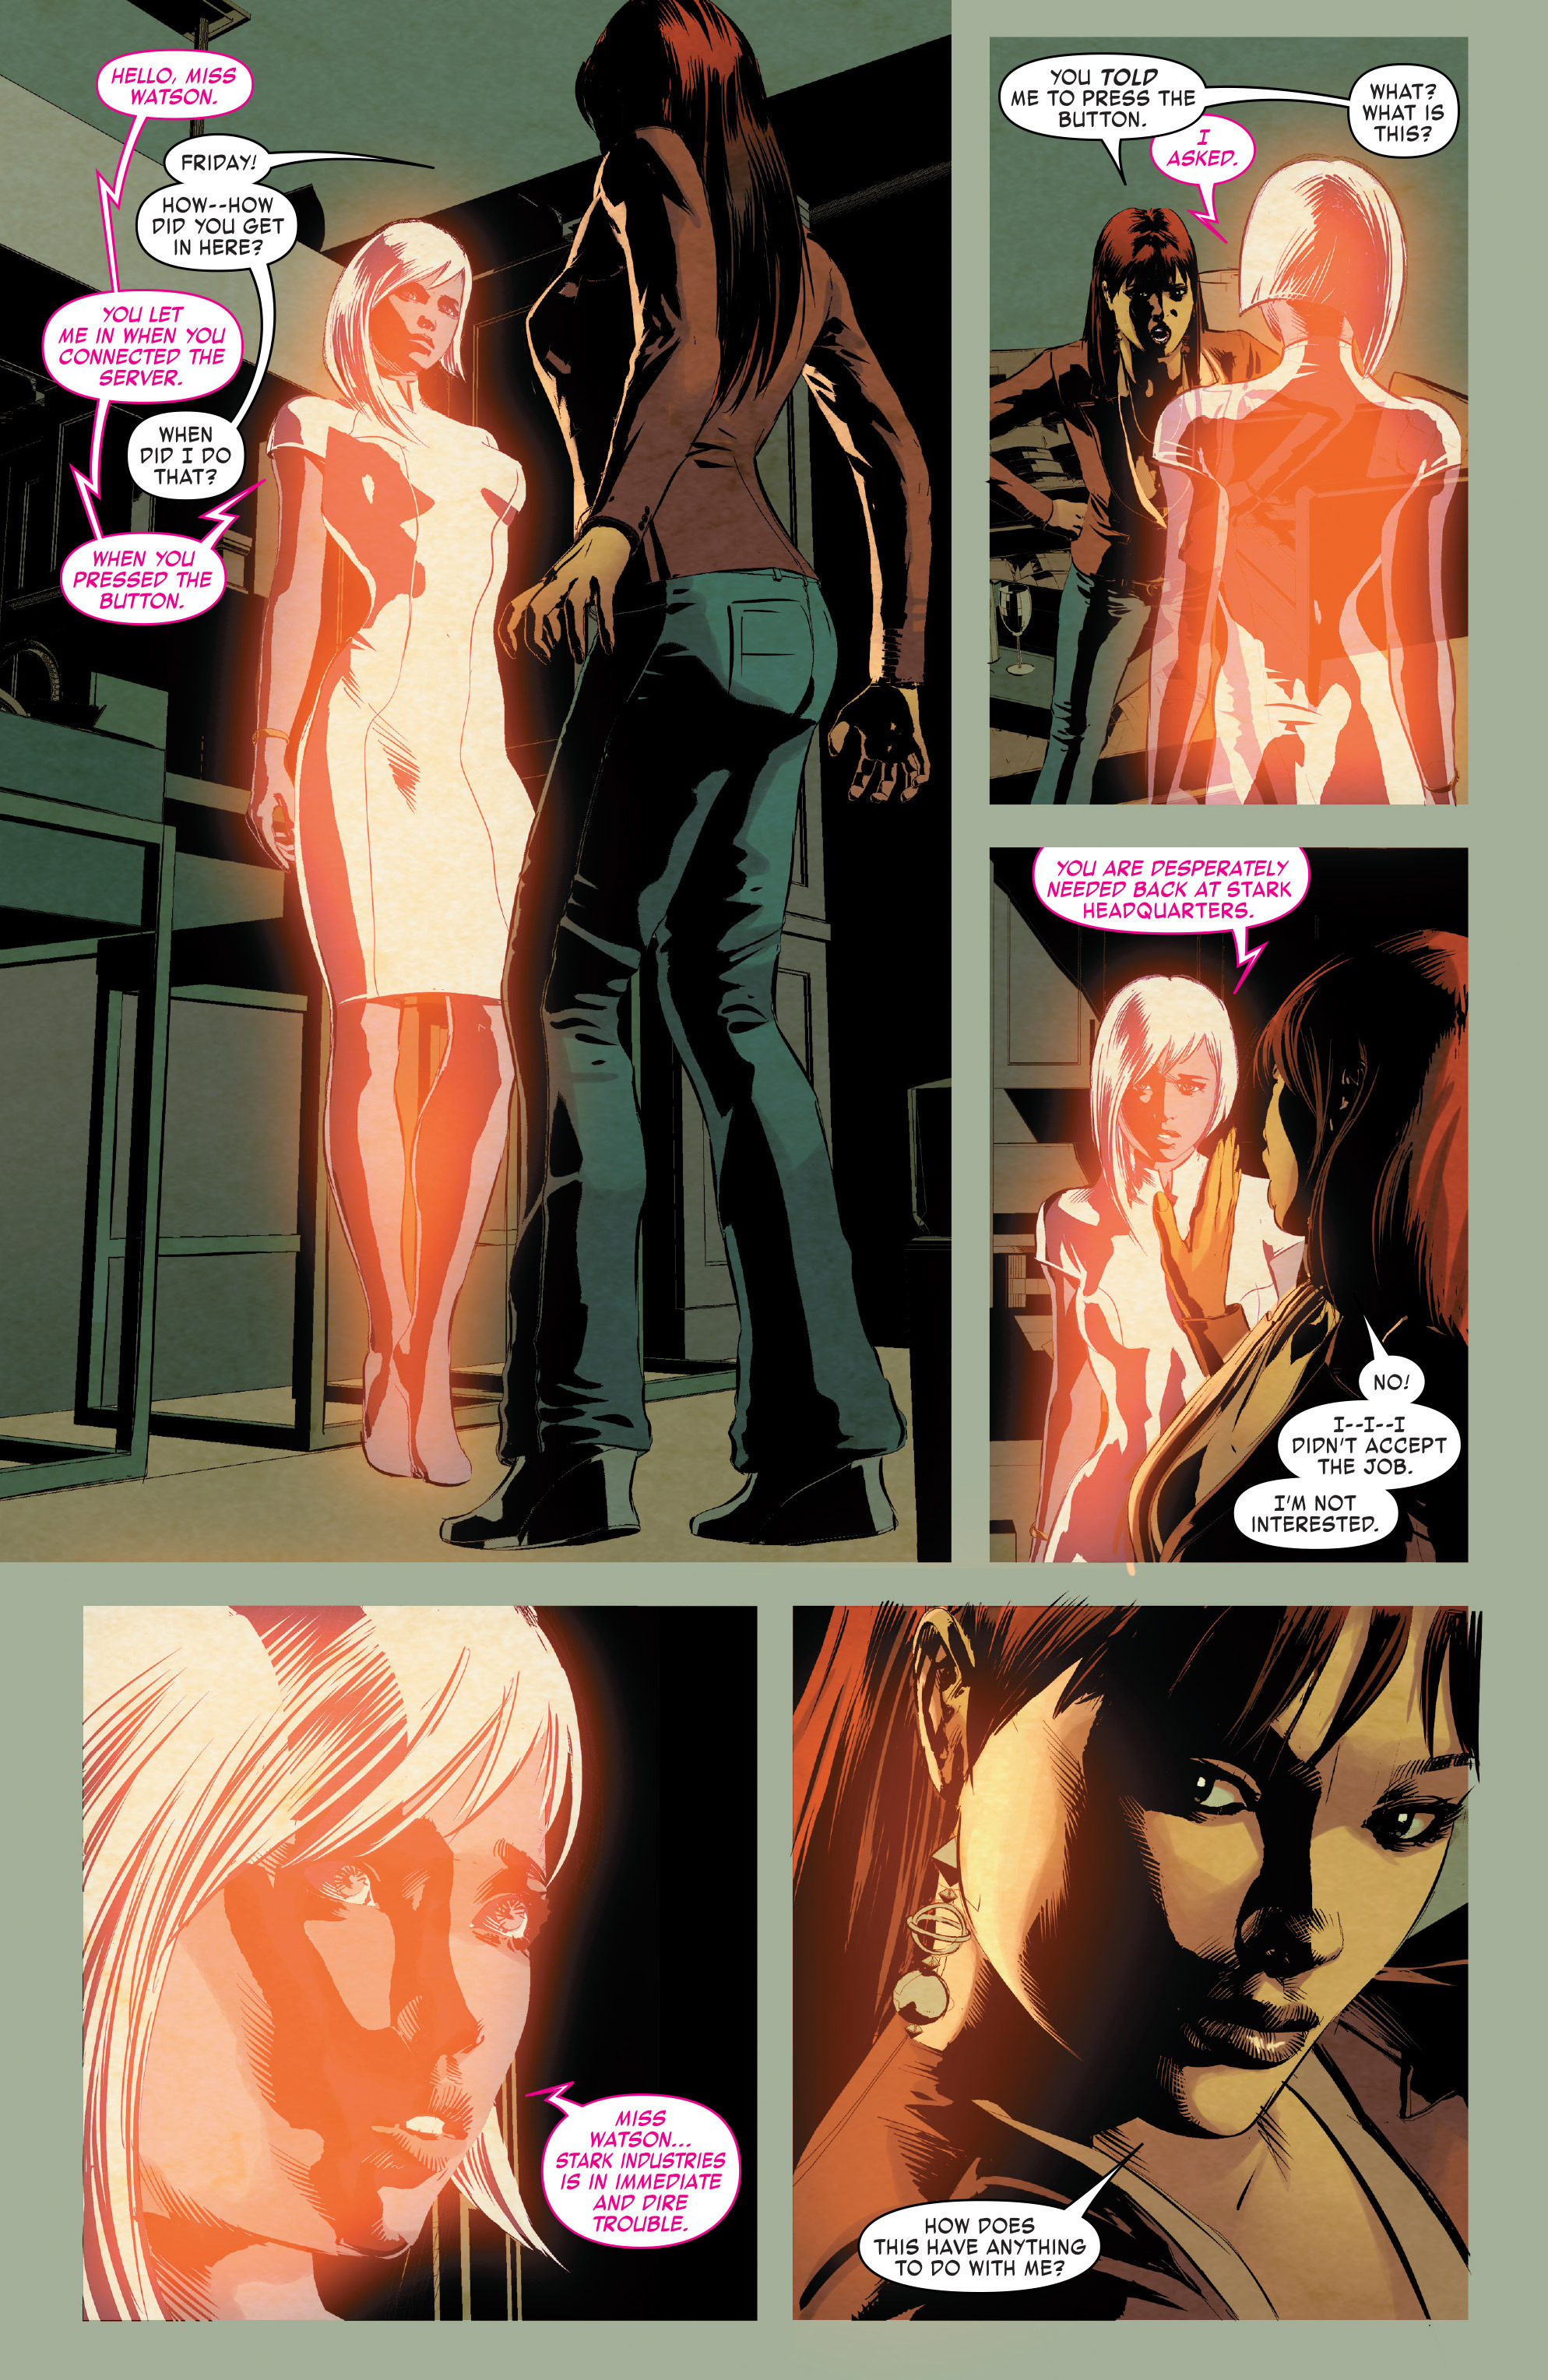 HELLO, MISS
WATSON.
FRIDAY!
HOW--HOW
DID YOU GET
IN HERE?
YOU LET
ME IN WHEN YOU
CONNECTED THE
SERVER.
WHEN
DID I DO
THAT?
WHEN YOU
PRESSED THE
BUTTON.
YOU TOLD
ME TO PRESS THE
BUTTON.
I
ASKED.
WHAT?
WHAT IS
THIS?
YOU ARE DESPERATELY
NEEDED BACK AT STARK
HEADQUARTERS.
NO!
I--I--I
DIDN'T ACCEPT
THE JOB.
I'M NOT
INTERESTED.
MISS
WATSON...
STARK INDUSTRIES
IS IN IMMEDIATE
AND DIRE
TROUBLE.
HOW DOES
THIS HAVE ANYTHING
TO DO WITH ME?